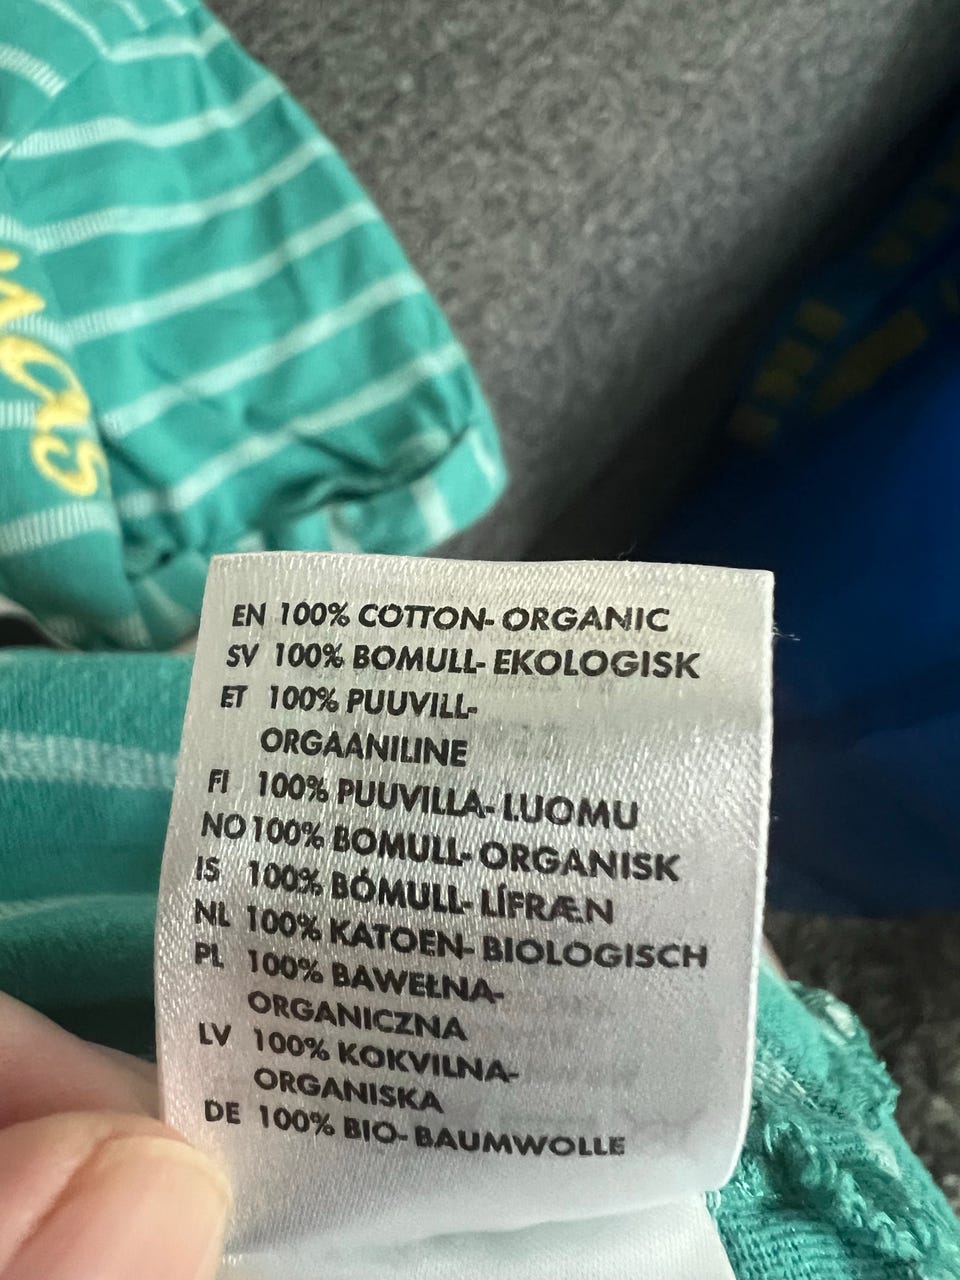 EN 100% COTTON- ORGANIC
SV 100% BOMULL- EKOLOGISK
ET 100% PUUVILL-
ORGAANILINE
FI 100% PUUVILLA- LUOMU
NO 100% BOMULL- ORGANISK
IS 100% BÓMULL- LÍFRÆN
NL 100% KATOEN- BIOLOGISCH
PL 100% BAWEŁNA-
ORGANICZNA
LV 100% KOKVILNA-
ORGANISKA
DE 100% BIO- BAUMWOLLE